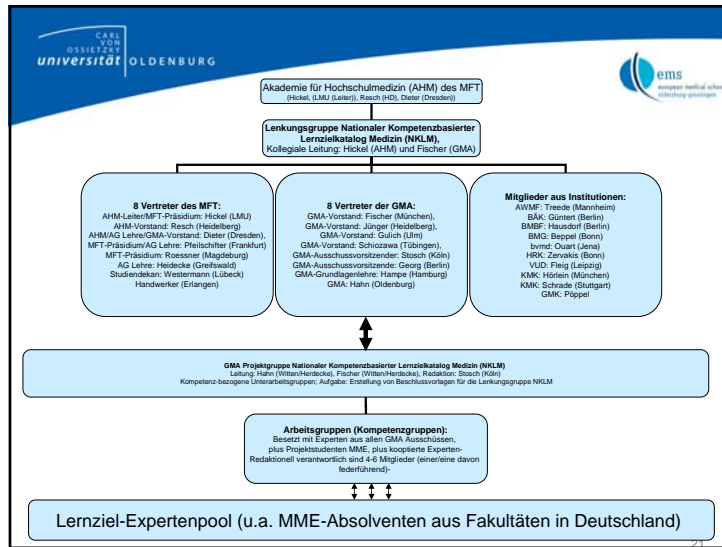 CARL
VON
OSSIETZKY
universität OLDENBURG
ems
european medical school
oldenburg-groningen
Akademie für Hochschulmedizin (AHM) des MFT
(Hickel, (LMU (Leiter)), Resch (HD), Dieter (Dresden))
Lenkungsgruppe Nationaler Kompetenzbasierter
Lernzielkatalog Medizin (NKLM),
Kollegiale Leitung: Hickel (AHM) und Fischer (GMA)
8 Vertreter des MFT:
AHM-Leiter/MFT-Präsidium: Hickel (LMU)
AHM-Vorstand: Resch (Heidelberg)
AHM/AG Lehre/GMA-Vorstand: Dieter (Dresden),
MFT-Präsidium/AG Lehre: Pfeilschifter (Frankfurt)
MFT-Präsidium: Roessner (Magdeburg)
AG Lehre: Heidecke (Greifswald)
Studiendekan: Westermann (Lübeck)
Handwerker (Erlangen)
8 Vertreter der GMA:
GMA-Vorstand: Fischer (München),
GMA-Vorstand: Jünger (Heidelberg),
GMA-Vorstand: Gulich (Ulm)
GMA-Vorstand: Schiozawa (Tübingen),
GMA-Ausschussvorsitzender: Stosch (Köln)
GMA-Ausschussvorsitzende: Georg (Berlin)
GMA-Grundlagenlehre: Hampe (Hamburg)
GMA: Hahn (Oldenburg)
Mitglieder aus Institutionen:
AWMF: Treede (Mannheim)
BÄK: Güntert (Berlin)
BMBF: Hausdorf (Berlin)
BMG: Beppel (Bonn)
bvmd: Ouart (Jena)
HRK: Zervakis (Bonn)
VUD: Fleig (Leipzig)
KMK: Hörlein (München)
KMK: Schrade (Stuttgart)
GMK: Pöppel
GMA Projektgruppe Nationaler Kompetenzbasierter Lernzielkatalog Medizin (NKLM)
Leitung: Hahn (Witten/Herdecke), Fischer (Witten/Herdecke), Redaktion: Stosch (Köln)
Kompetenz-bezogene Unterarbeitsgruppen; Aufgabe: Erstellung von Beschlussvorlagen für die Lenkungsgruppe NKLM
Arbeitsgruppen (Kompetenzgruppen):
Besetzt mit Experten aus allen GMA Ausschüssen,
plus Projektstudenten MME, plus kooptierte Experten-
Redaktionell verantwortlich sind 4-6 Mitglieder (einer/eine davon
federführend)-
Lernziel-Expertenpool (u.a. MME-Absolventen aus Fakultäten in Deutschland)
21